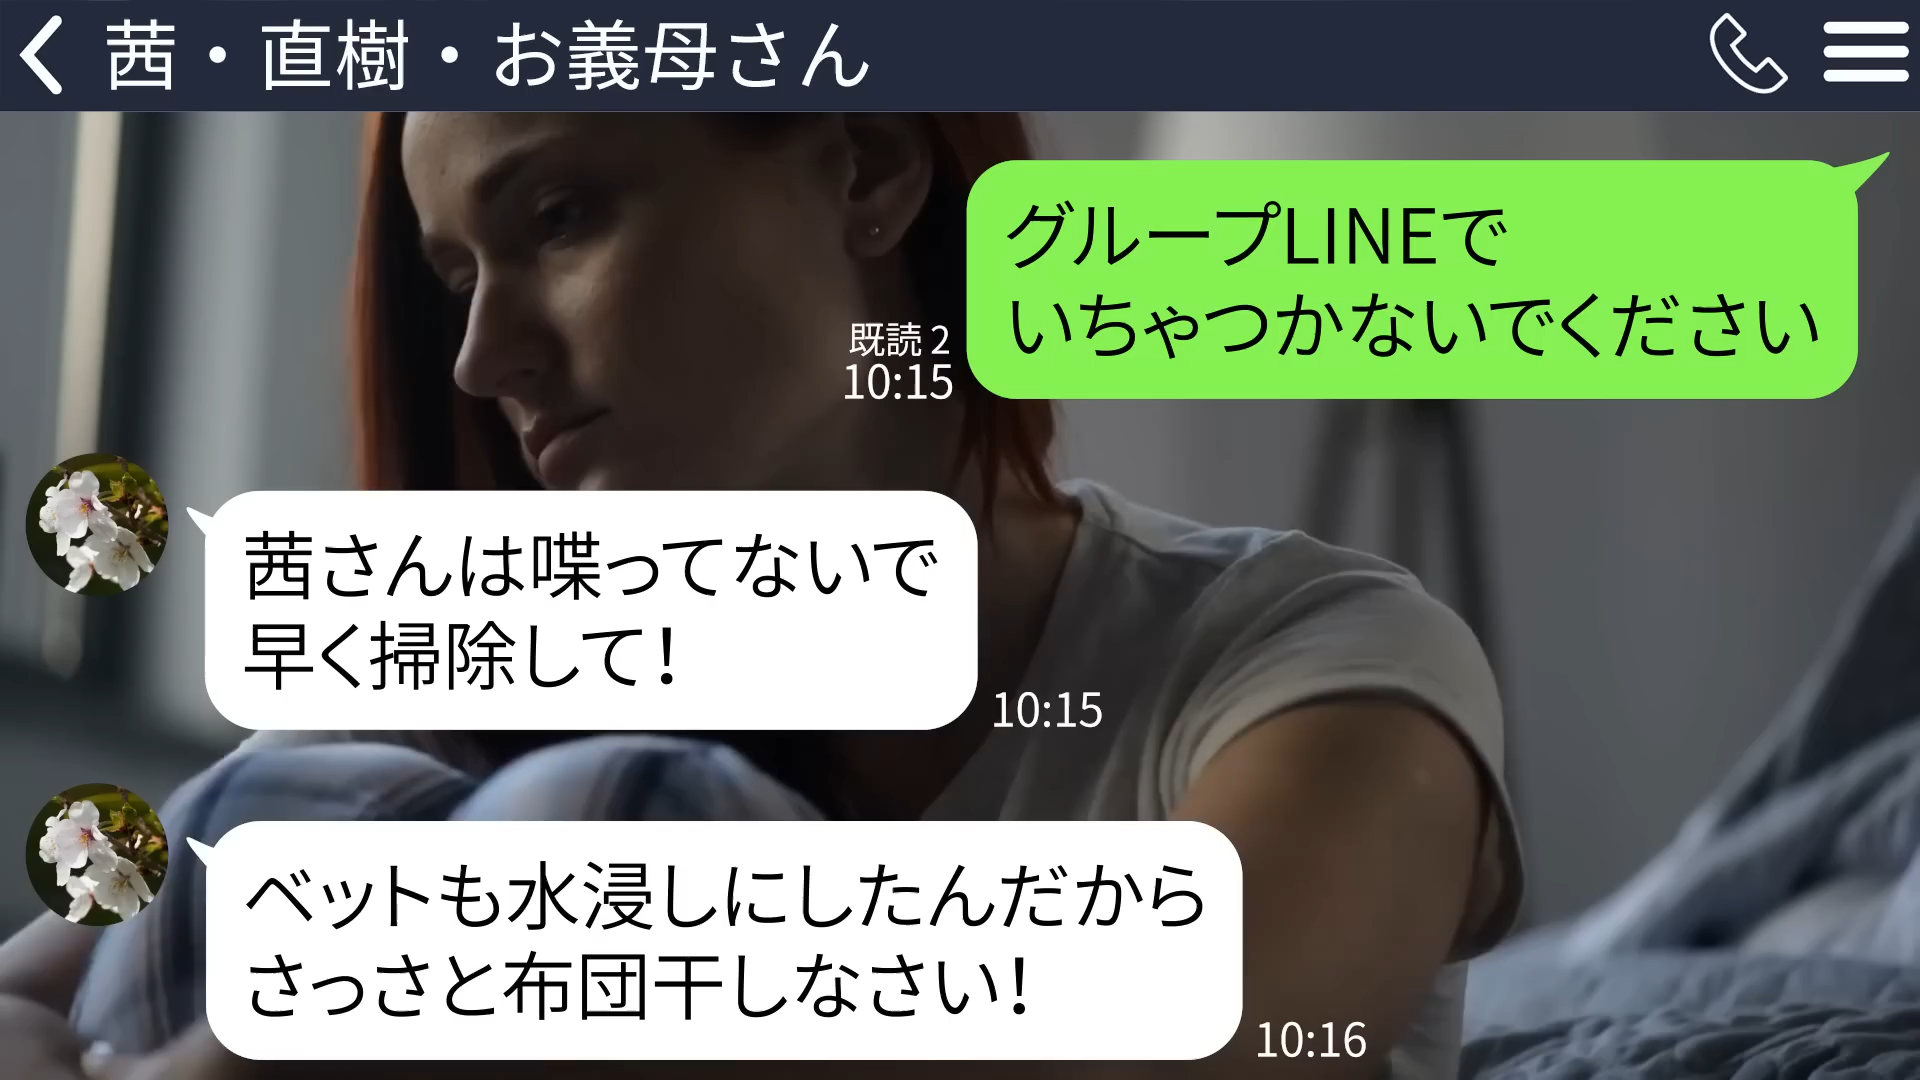 茜・直樹・お義母さん
グループLINEで
いちゃつかないでください
既読 2
10:15
茜さんは喋ってないで
早く掃除して!
10:15
ベットも水浸しにしたんだから
さっさと布団干しなさい!
10:16